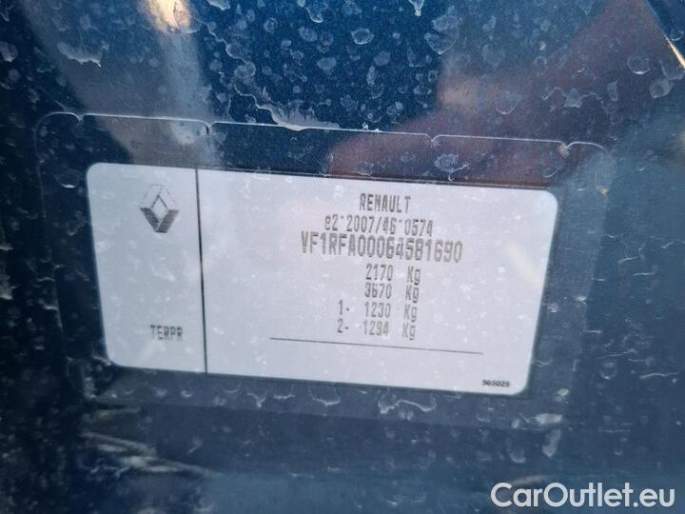 RENAULT
e2*2007/46*0574
VF1RFA00064581690
2170 Kg
3670 Kg
1- 1230 Kg
2- 1294 Kg
TERPR
CarOutlet.eu